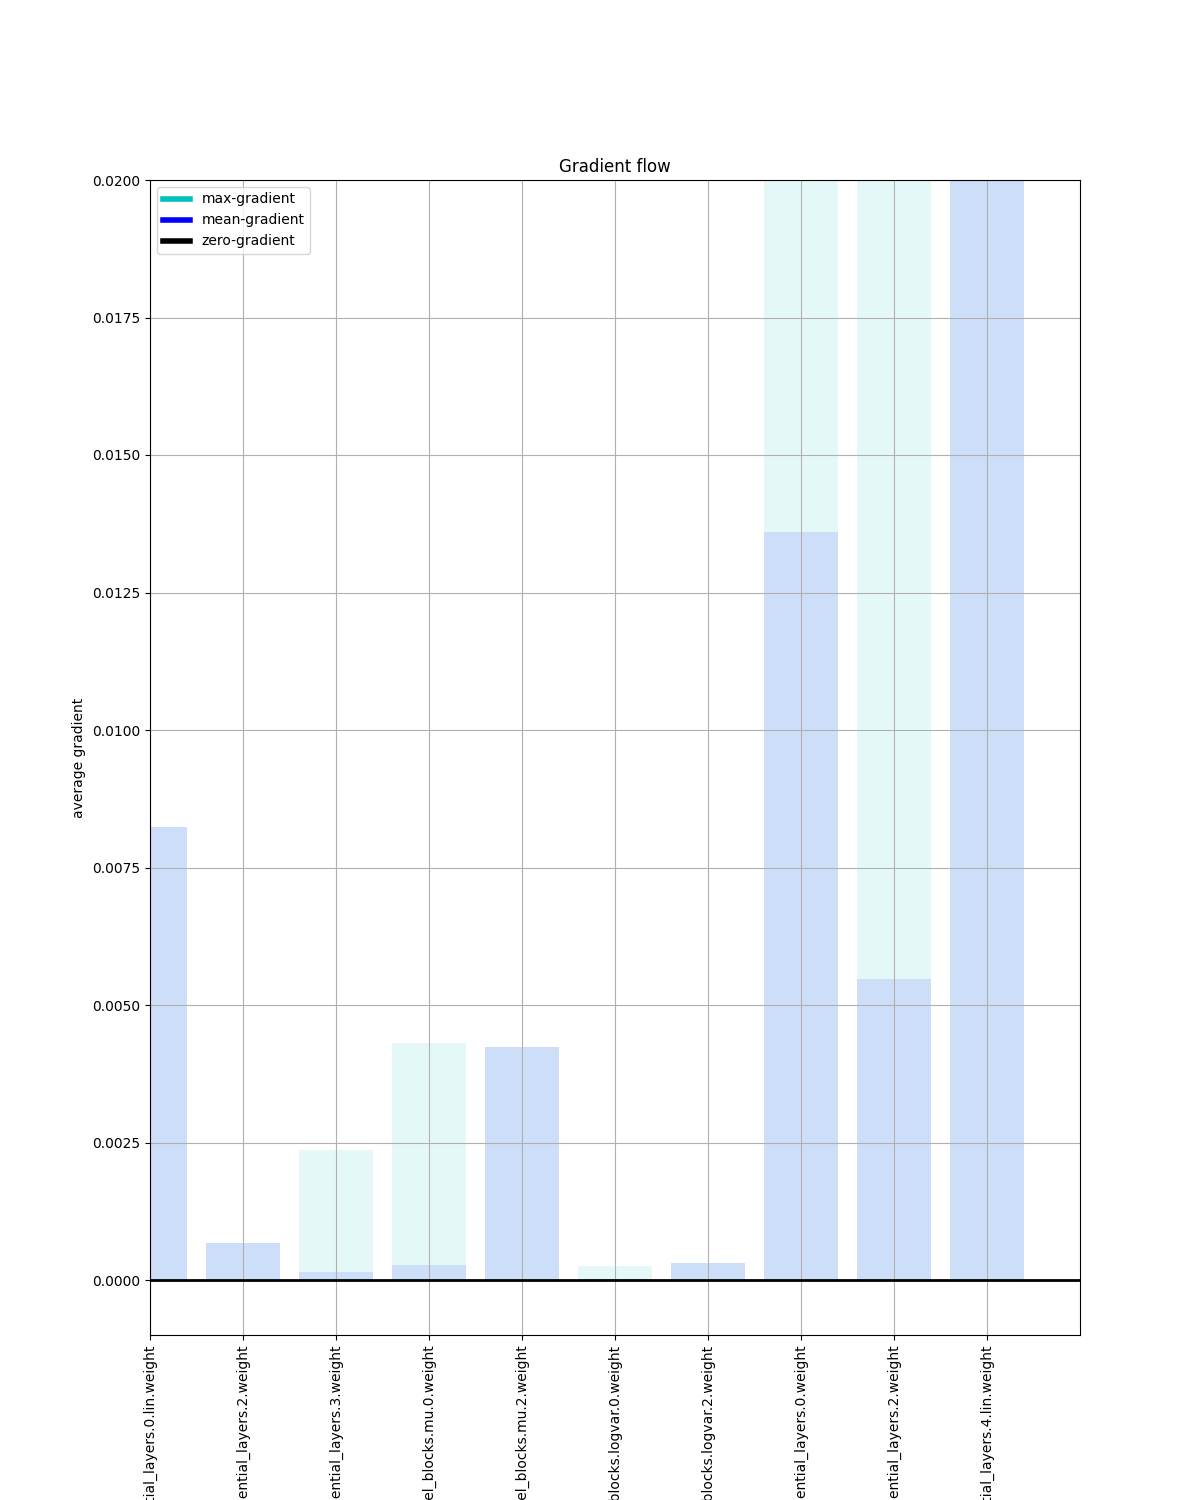 Gradient flow
max-gradient
mean-gradient
zero-gradient
0.0200
0.0175
0.0150
0.0125
0.0100
0.0075
0.0050
0.0025
0.0000
average gradient
tial_layers.0.lin.weight
ential_layers.2.weight
ential_layers.3.weight
el_blocks.mu.0.weight
el_blocks.mu.2.weight
blocks.logvar.0.weight
blocks.logvar.2.weight
ential_layers.0.weight
ential_layers.2.weight
tial_layers.4.lin.weight